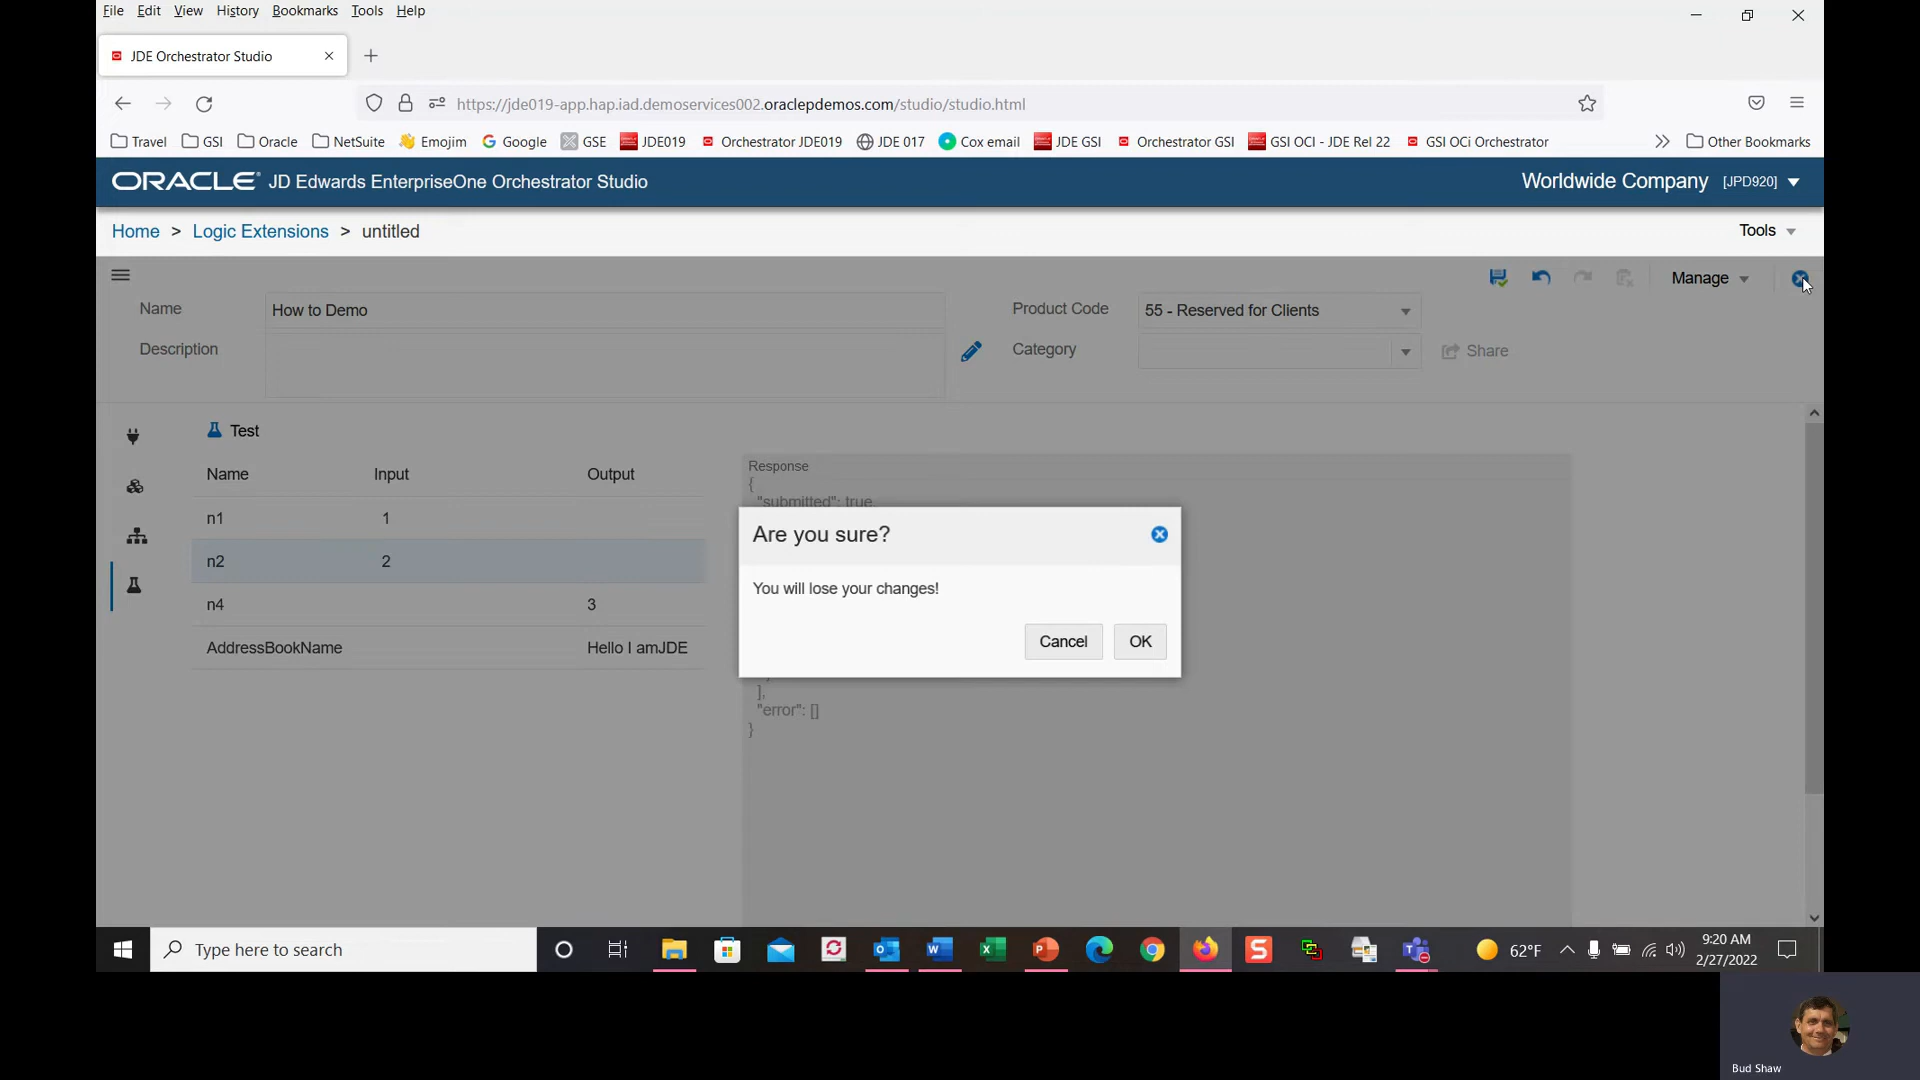 File Edit View History Bookmarks Tools Help
JDE Orchestrator Studio
https://jde019-app.hap.iad.demoservices002.oraclepdemos.com/studio/studio.html
Travel GSI Oracle NetSuite Emojim Google GSE JDE019 Orchestrator JDE019 JDE 017 Cox email JDE GSI Orchestrator GSI GSI OCI - JDE Rel 22 GSI OCi Orchestrator Other Bookmarks
ORACLE JD Edwards EnterpriseOne Orchestrator Studio Worldwide Company [JPD920]
Home > Logic Extensions > untitled Tools
Manage
Name How to Demo Product Code 55 - Reserved for Clients
Description Category Share
Test
Name Input Output
n1 1
n2 2
n4 3
AddressBookName Hello I amJDE
Response
{
"submitted": true,
Are you sure?
You will lose your changes!
Cancel OK
],
"error": []
}
Type here to search
62°F
9:20 AM
2/27/2022
Bud Shaw